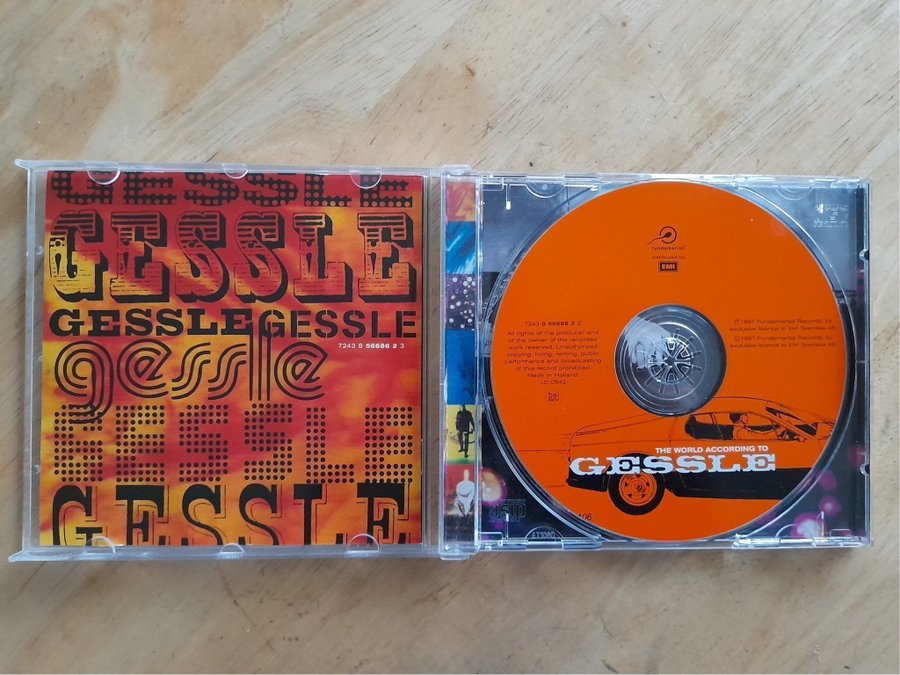 GESSLE
GESSLE
GESSLEGESSLE
7243 8 56686 2 3
gessle
GESSLE
GESSLE
fundamental
distributed by
EMI
7243 8 56686 2 3
All rights of the producer and
of the owner of the recorded
work reserved. Unauthorized
copying, hiring, renting, public
performance and broadcasting
of this record prohibited.
Made in Holland.
LC 0542
℗ 1997 Fundamental Records, by
exclusive licence to EMI Svenska AB
© 1997 Fundamental Records, by
exclusive licence to EMI Svenska AB
THE WORLD ACCORDING TO
GESSLE